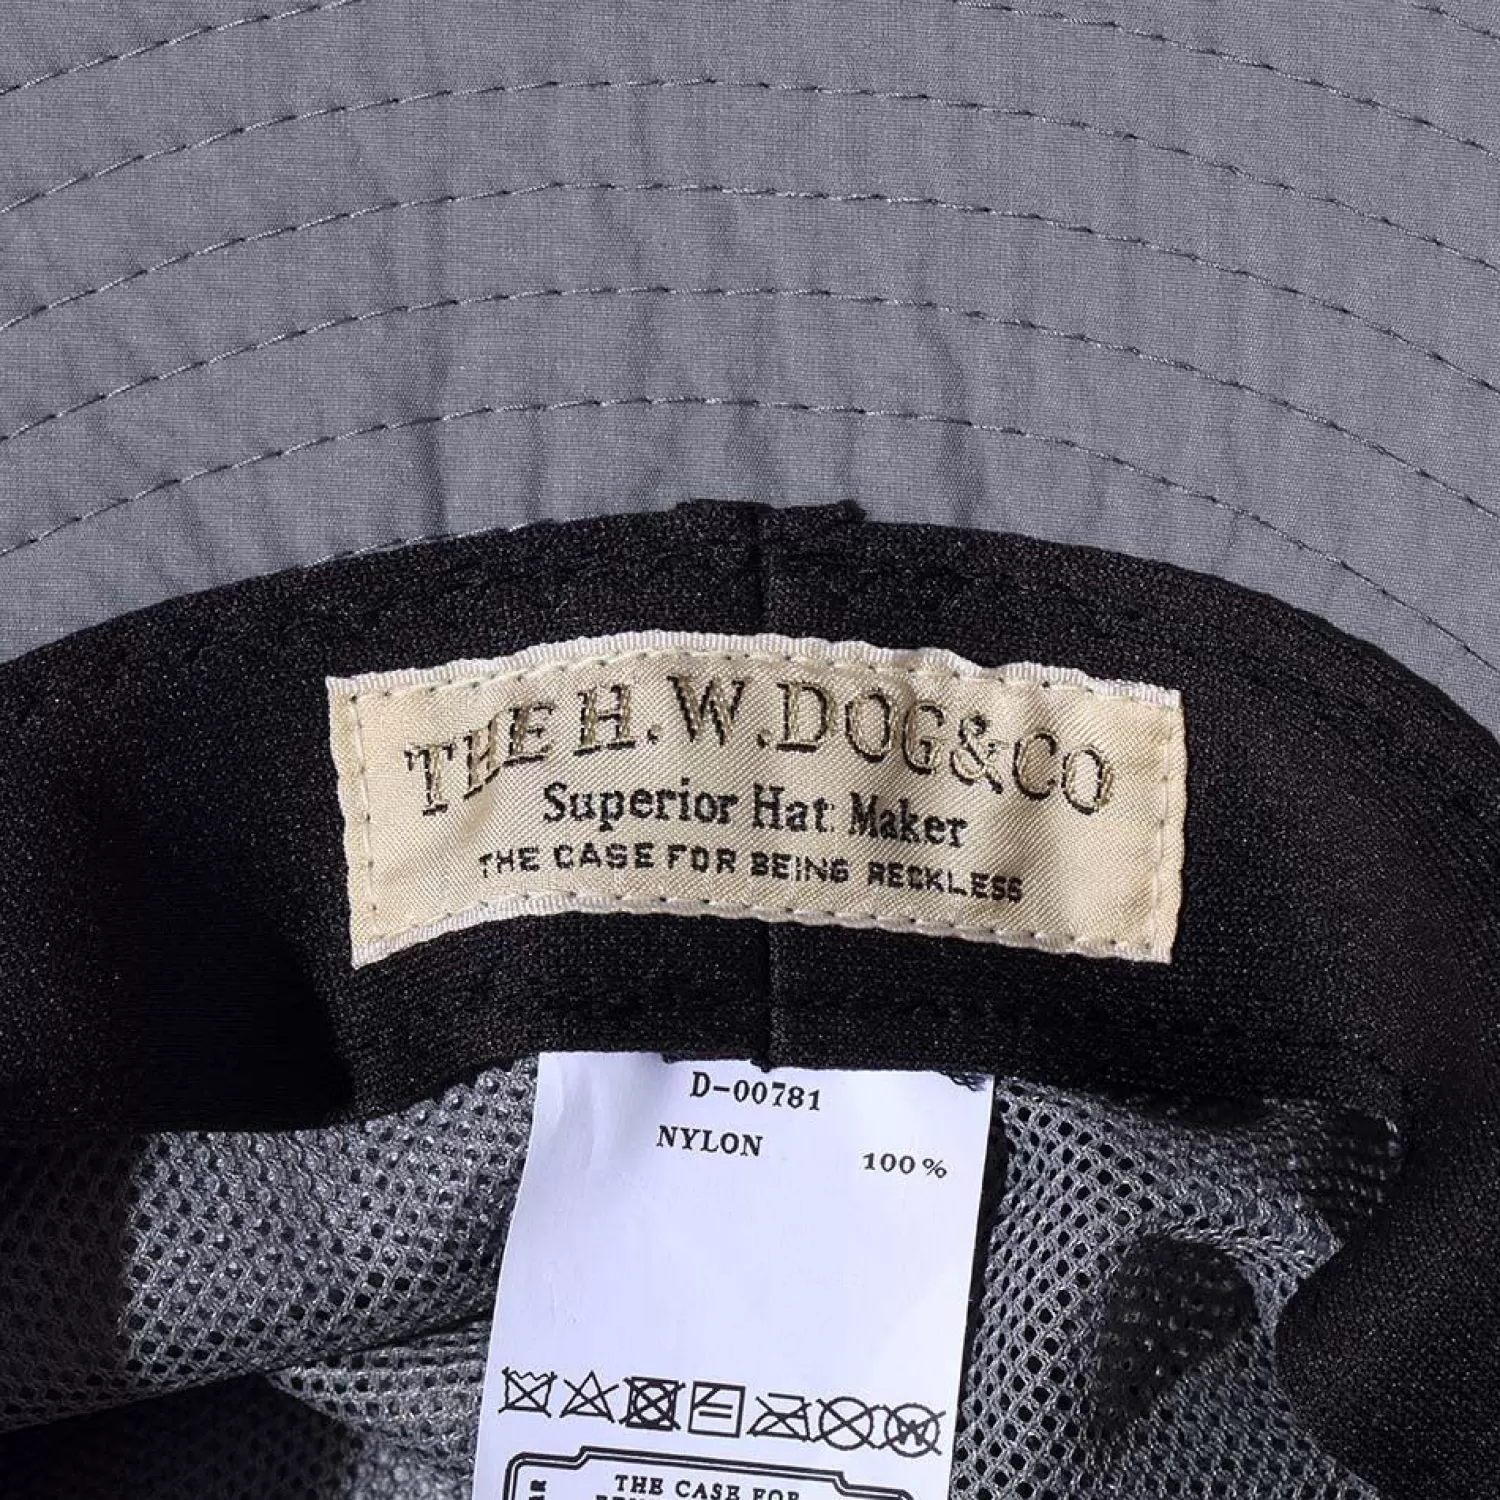 THE H.W.DOG&CO
Superior Hat Maker
THE CASE FOR BEING RECKLESS
D-00781
NYLON 100%
THE CASE FOR